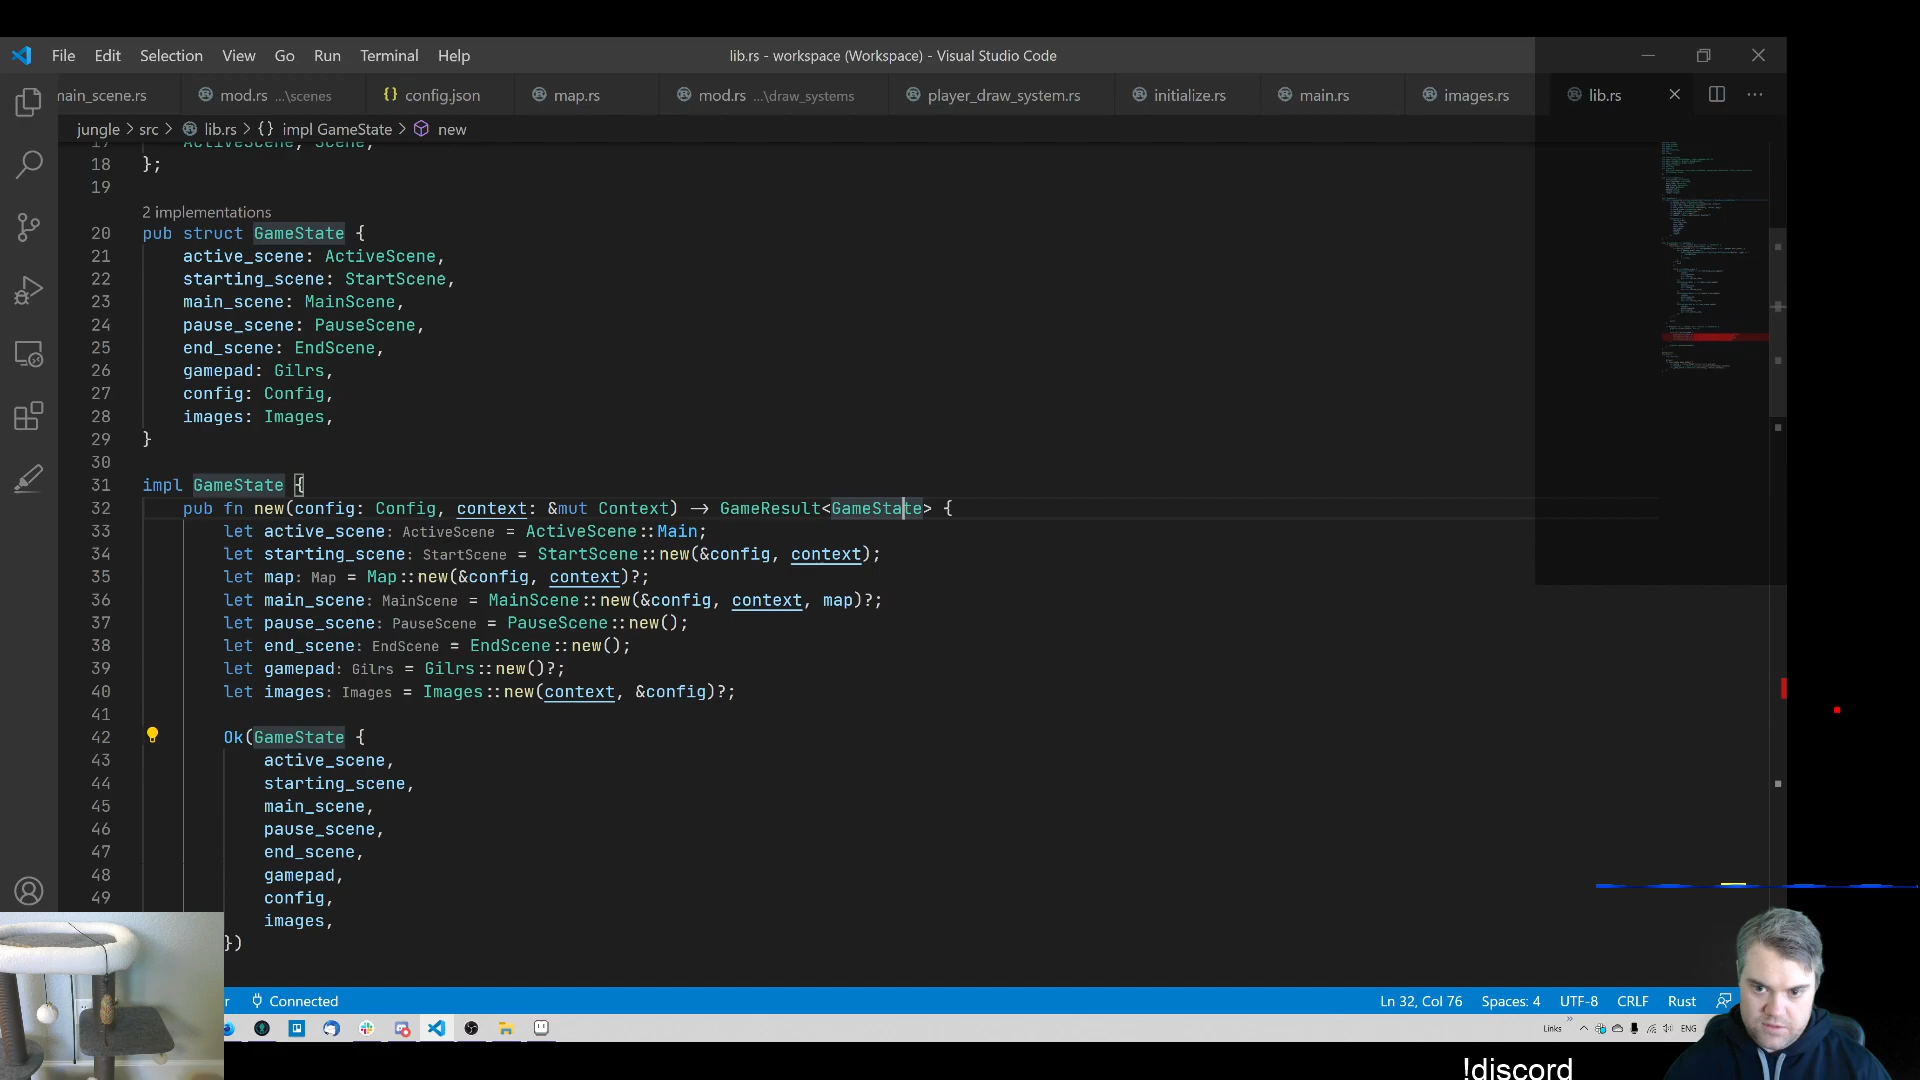 File Edit Selection View Go Run Terminal Help
lib.rs - workspace (Workspace) - Visual Studio Code
main_scene.rs mod.rs ...\scenes config.json map.rs mod.rs ...\draw_systems player_draw_system.rs initialize.rs main.rs images.rs lib.rs
jungle > src > lib.rs > {} impl GameState > new
17 ActiveScene, Scene,
18 };
19
2 implementations
20 pub struct GameState {
21 active_scene: ActiveScene,
22 starting_scene: StartScene,
23 main_scene: MainScene,
24 pause_scene: PauseScene,
25 end_scene: EndScene,
26 gamepad: Gilrs,
27 config: Config,
28 images: Images,
29 }
30
31 impl GameState {
32 pub fn new(config: Config, context: &mut Context) → GameResult<GameState> {
33 let active_scene: ActiveScene = ActiveScene::Main;
34 let starting_scene: StartScene = StartScene::new(&config, context);
35 let map: Map = Map::new(&config, context)?;
36 let main_scene: MainScene = MainScene::new(&config, context, map)?;
37 let pause_scene: PauseScene = PauseScene::new();
38 let end_scene: EndScene = EndScene::new();
39 let gamepad: Gilrs = Gilrs::new()?;
40 let images: Images = Images::new(context, &config)?;
41
42 Ok(GameState {
43 active_scene,
44 starting_scene,
45 main_scene,
46 pause_scene,
47 end_scene,
48 gamepad,
49 config,
images,
})
r Connected Ln 32, Col 76 Spaces: 4 UTF-8 CRLF Rust
Links ENG
!discord